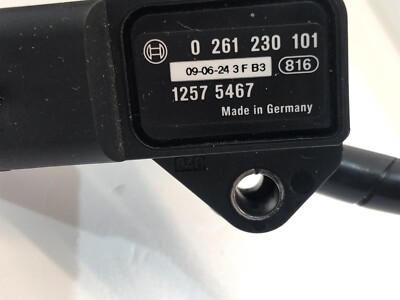 0 261 230 101
09-06-24 3 F B3 816
1257 5467
Made in Germany